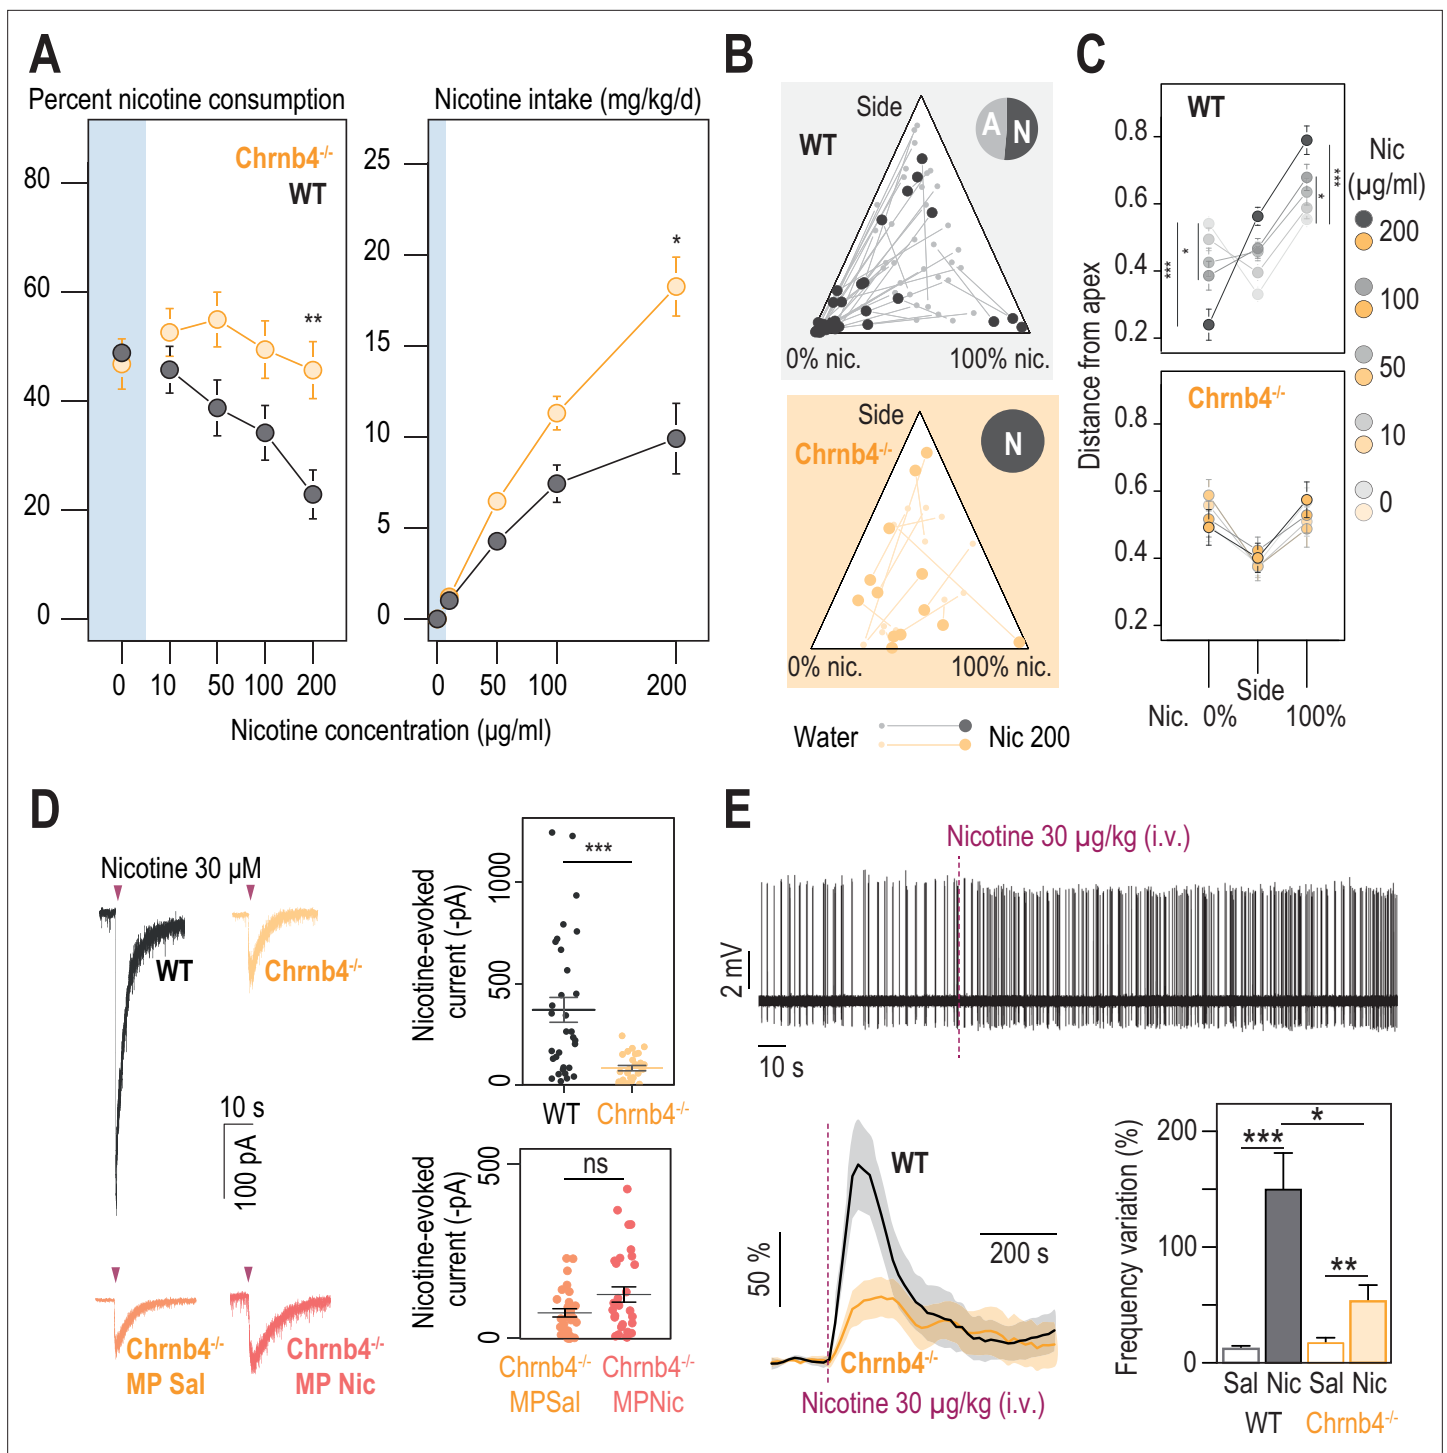 A
Percent nicotine consumption
Nicotine intake (mg/kg/d)
Chrnb4-/-
WT
**
80
60
40
20
0
0 10 50 100 200
*
25
20
15
10
5
0
0 50 100 200
Nicotine concentration (µg/ml)
B
Side
A N
WT
0% nic. 100% nic.
Side
N
Chrnb4-/-
0% nic. 100% nic.
Water Nic 200
C
WT
Distance from apex
0.8
0.6
0.4
0.2
***
*
*
***
Chrnb4-/-
0.8
0.6
0.4
0.2
Side
Nic. 0% 100%
Nic
(µg/ml)
200
100
50
10
0
D
Nicotine 30 µM
WT
Chrnb4-/-
10 s
100 pA
Chrnb4-/-
MP Sal
Chrnb4-/-
MP Nic
Nicotine-evoked
current (-pA)
1000
500
0
***
WT Chrnb4-/-
Nicotine-evoked
current (-pA)
500
0
ns
Chrnb4-/-
MPSal
Chrnb4-/-
MPNic
E
Nicotine 30 µg/kg (i.v.)
2 mV
10 s
WT
50 %
200 s
Chrnb4-/-
Nicotine 30 µg/kg (i.v.)
Frequency variation (%)
200
100
0
***
*
**
Sal Nic Sal Nic
WT Chrnb4-/-